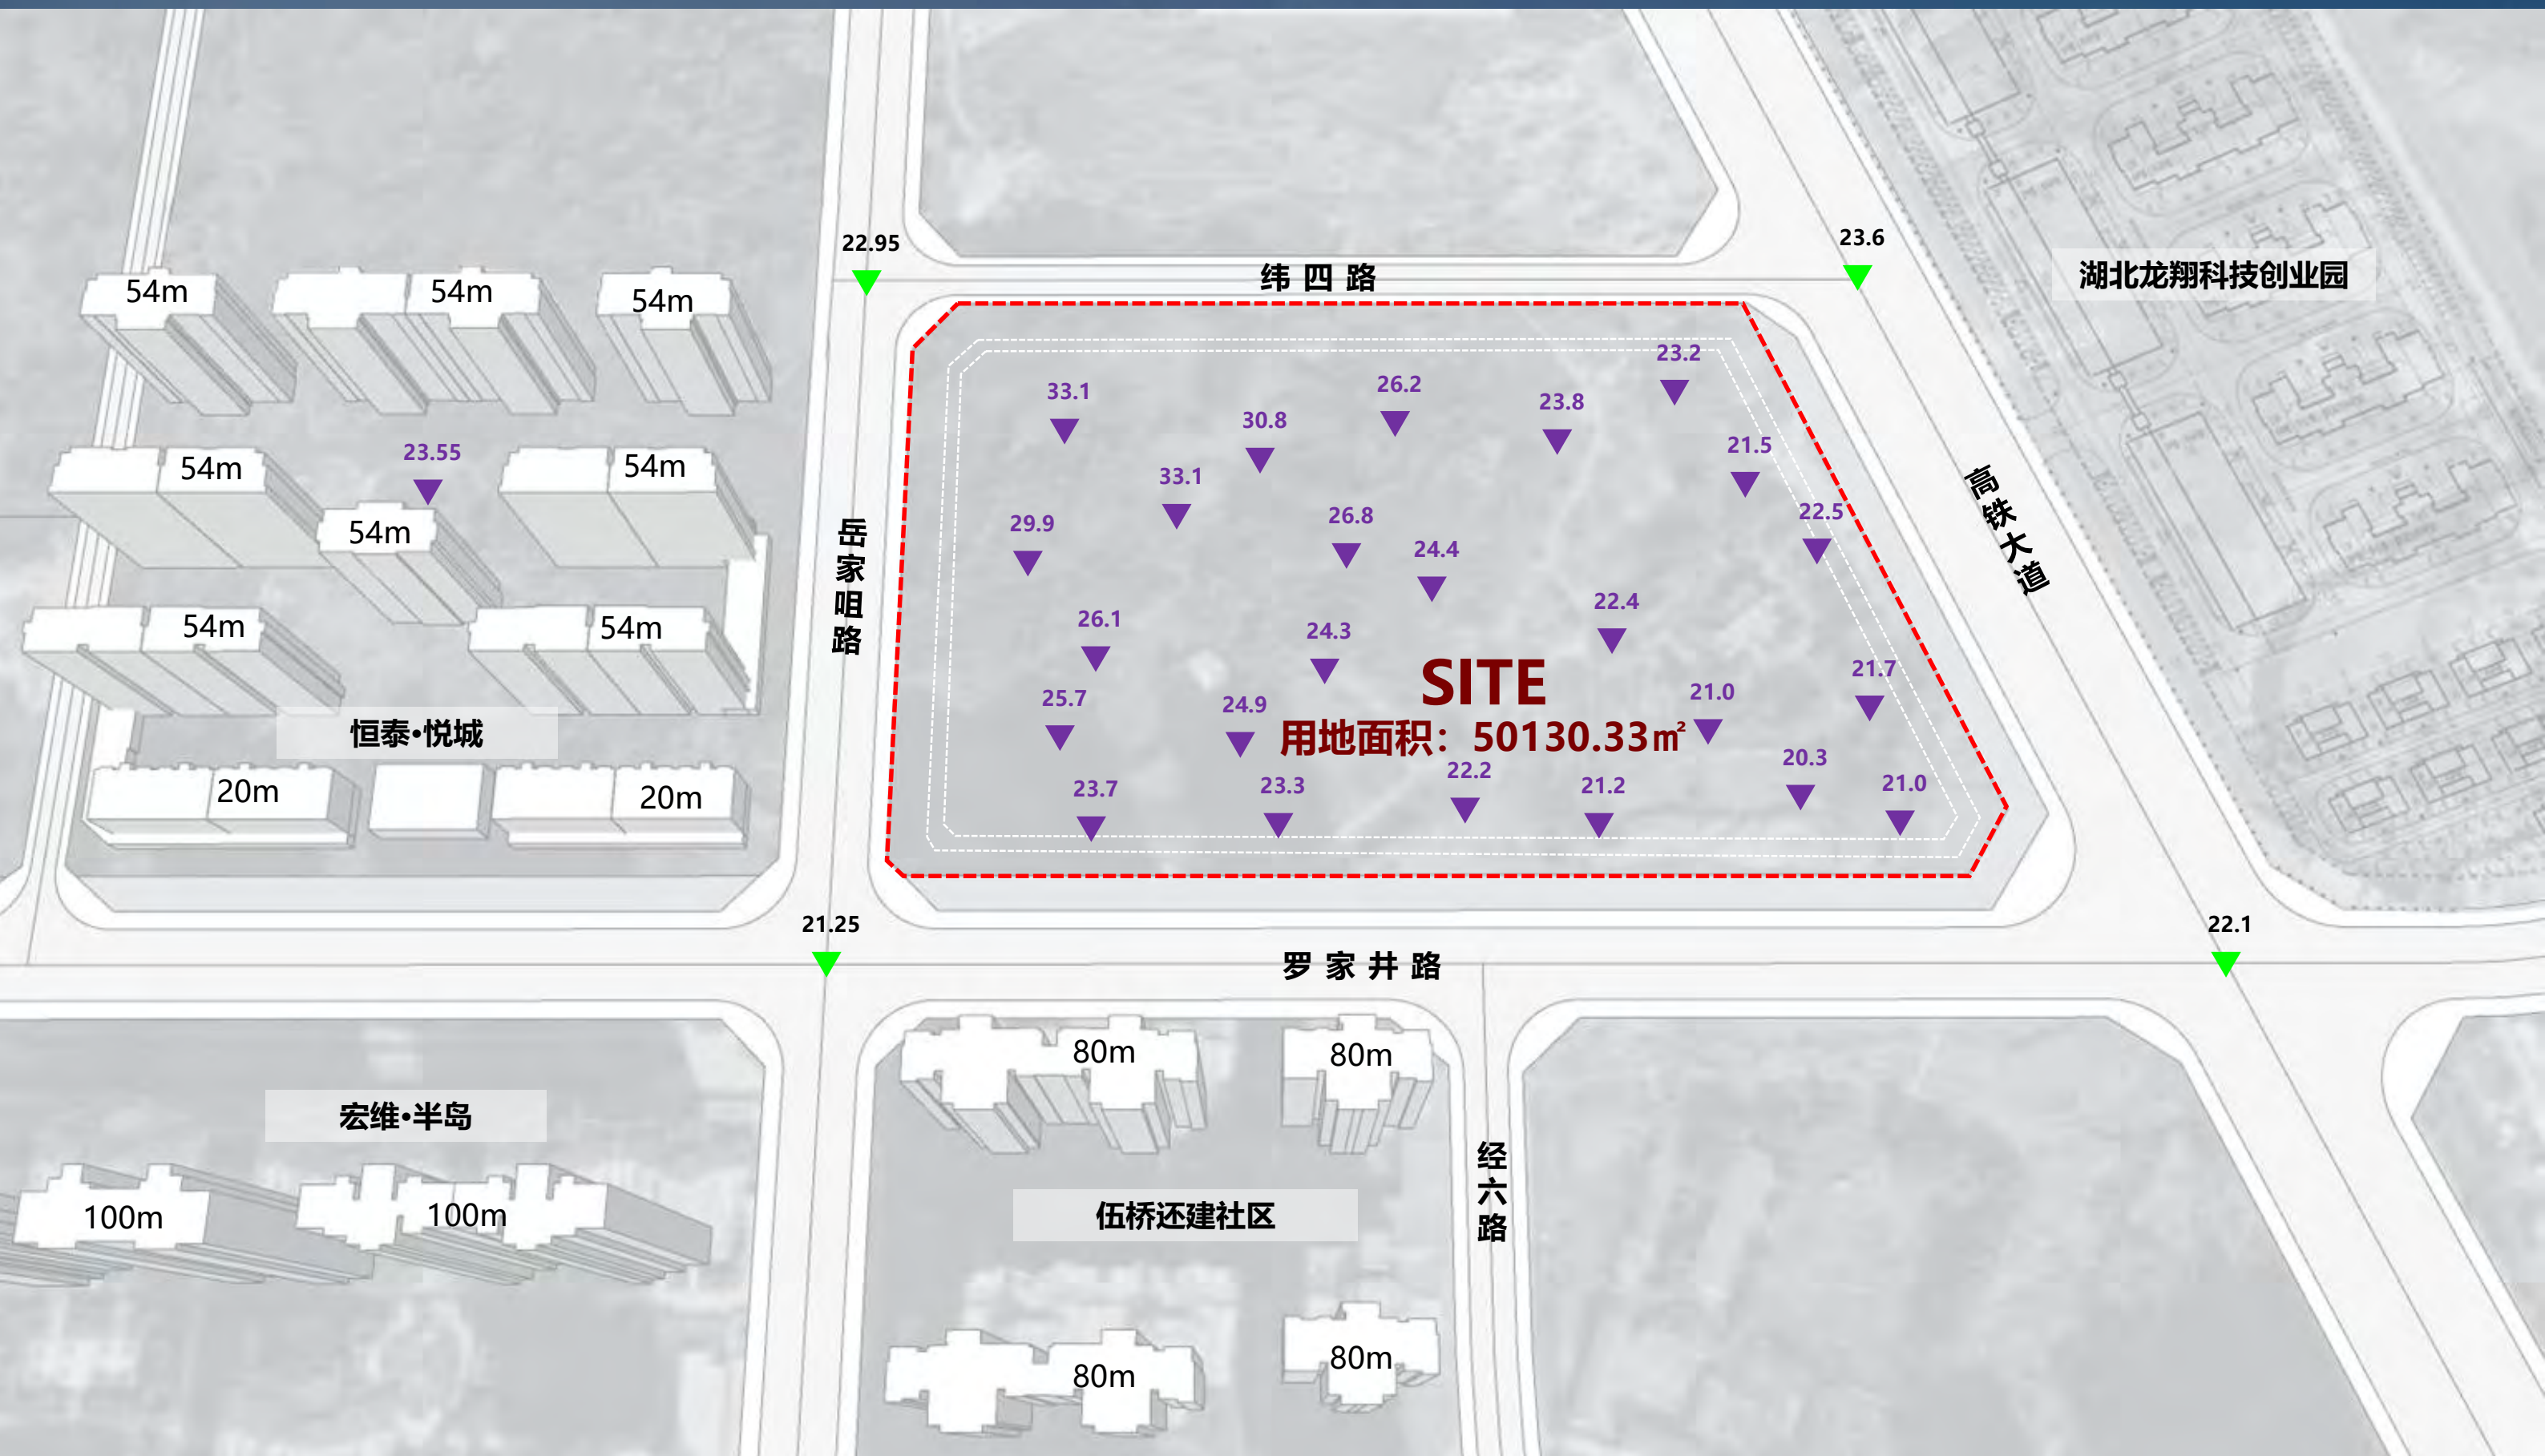 23.6
22.95
湖北龙翔科技创业园
纬四路
54m
54m
54m
23.2
26.2
33.1
23.8
30.8
21.5
23.55
54m
54m
33.1
22.5
26.8
29.9
54m
24.4
高铁大道
岳家咀路
22.4
26.1
54m
54m
24.3
21.7
SITE
21.0
25.7
24.9
恒泰•悦城
用地面积：50130.33㎡
20.3
22.2
21.0
21.2
23.3
23.7
20m
20m
21.25
22.1
罗家井路
80m
80m
宏维•半岛
经六路
100m
100m
伍桥还建社区
80m
80m